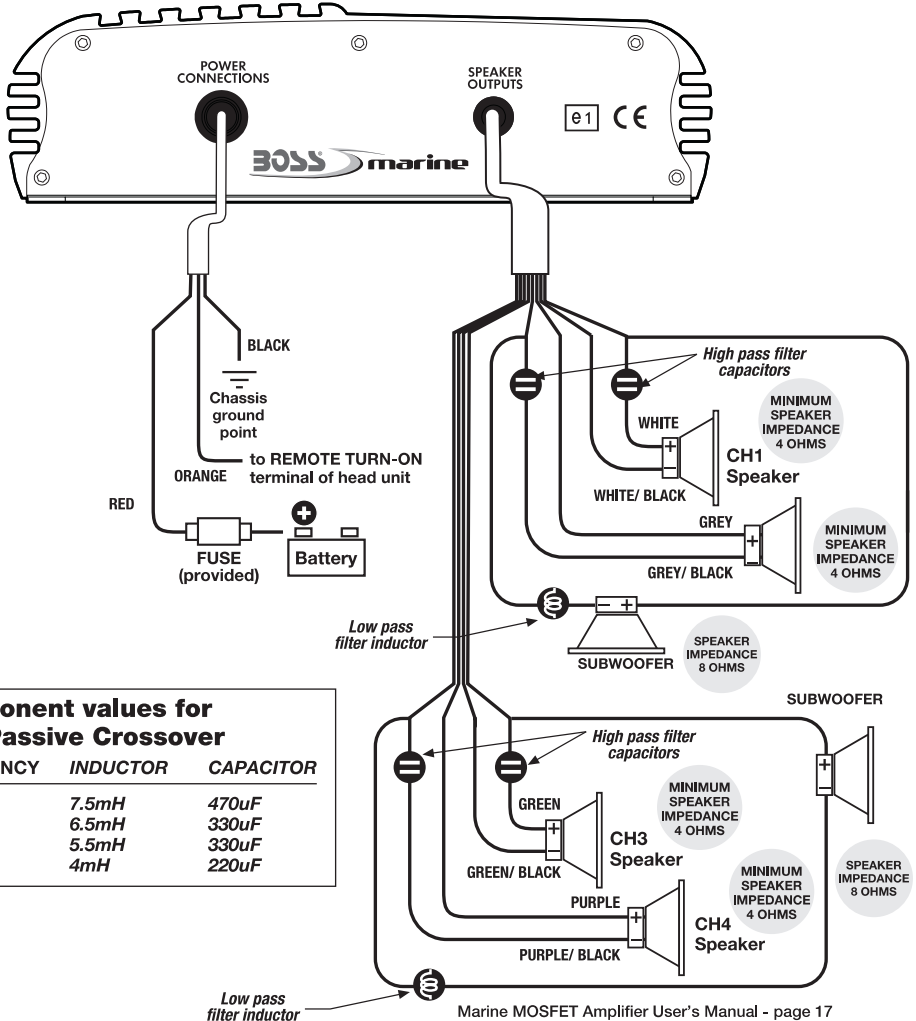 POWER
CONNECTIONS
SPEAKER
OUTPUTS
e1 CE
BOSS marine
BLACK
Chassis
ground
point
ORANGE
to REMOTE TURN-ON
terminal of head unit
RED
FUSE
(provided)
+
Battery
High pass filter
capacitors
WHITE
+
–
WHITE/ BLACK
CH1
Speaker
MINIMUM
SPEAKER
IMPEDANCE
4 OHMS
GREY
+
–
GREY/ BLACK
MINIMUM
SPEAKER
IMPEDANCE
4 OHMS
Low pass
filter inductor
– +
SUBWOOFER
SPEAKER
IMPEDANCE
8 OHMS
onent values for
Passive Crossover
NCY INDUCTOR CAPACITOR
7.5mH 470uF
6.5mH 330uF
5.5mH 330uF
4mH 220uF
SUBWOOFER
+
–
High pass filter
capacitors
GREEN
+
–
GREEN/ BLACK
CH3
Speaker
MINIMUM
SPEAKER
IMPEDANCE
4 OHMS
PURPLE
+
–
PURPLE/ BLACK
CH4
Speaker
MINIMUM
SPEAKER
IMPEDANCE
4 OHMS
SPEAKER
IMPEDANCE
8 OHMS
Low pass
filter inductor
Marine MOSFET Amplifier User's Manual - page 17